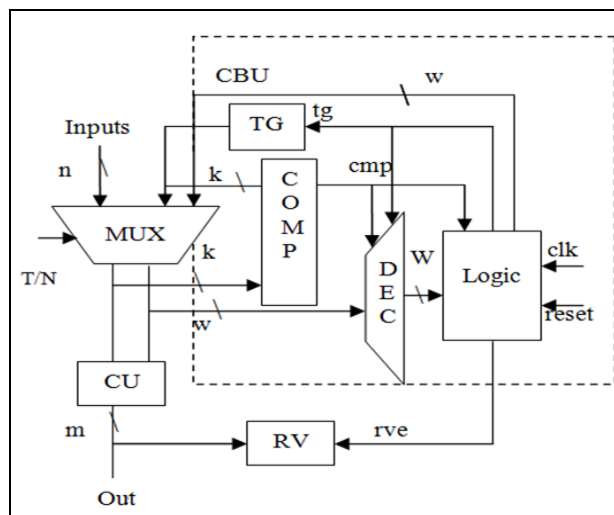 CBU
w
tg
TG
Inputs
n
k
cmp
C
O
M
P
MUX
k
T/N
D
E
C
W
Logic
clk
reset
w
CU
m
RV
rve
Out